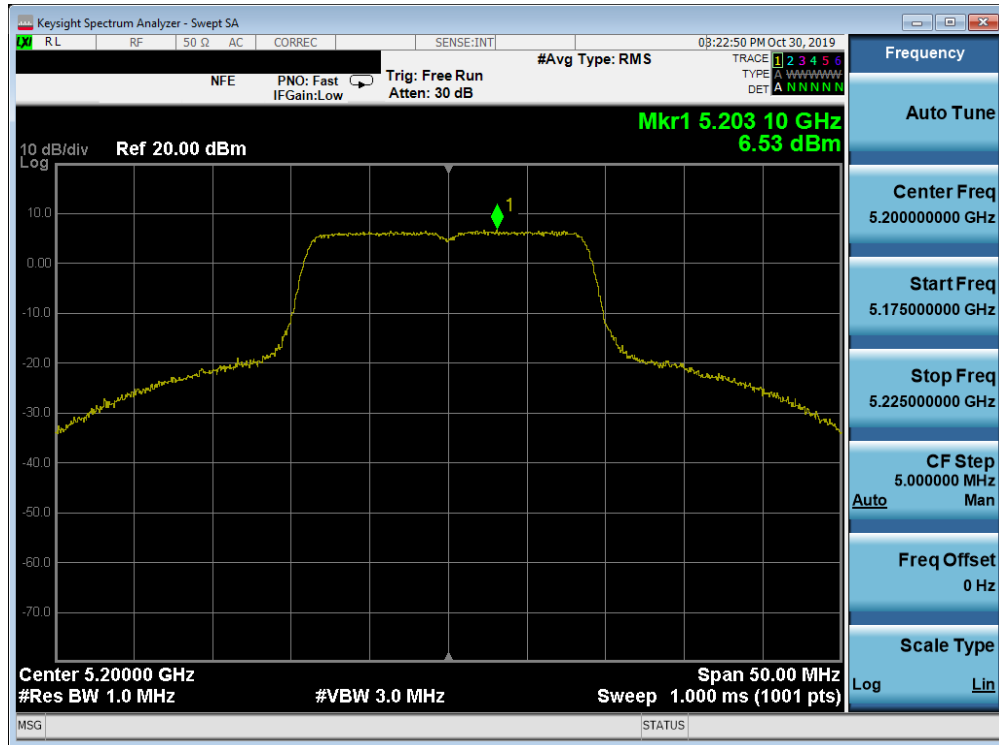 Keysight Spectrum Analyzer - Swept SA
LXI RL RF 50 Ω AC CORREC SENSE:INT 03:22:50 PM Oct 30, 2019
Frequency
NFE PNO: Fast Trig: Free Run #Avg Type: RMS TRACE 1 2 3 4 5 6
IFGain:Low Atten: 30 dB TYPE A WWWWW
DET A N N N N N
Auto Tune
Mkr1 5.203 10 GHz
6.53 dBm
10 dB/div Ref 20.00 dBm
Log
1
10.0
0.00
-10.0
-20.0
-30.0
-40.0
-50.0
-60.0
-70.0
Center 5.20000 GHz Span 50.00 MHz
#Res BW 1.0 MHz #VBW 3.0 MHz Sweep 1.000 ms (1001 pts)
Center Freq
5.200000000 GHz
Start Freq
5.175000000 GHz
Stop Freq
5.225000000 GHz
CF Step
5.000000 MHz
Auto Man
Freq Offset
0 Hz
Scale Type
Log Lin
MSG STATUS